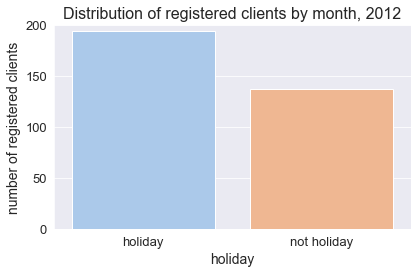 Distribution of registered clients by month, 2012
number of registered clients
200
150
100
50
0
holiday not holiday
holiday